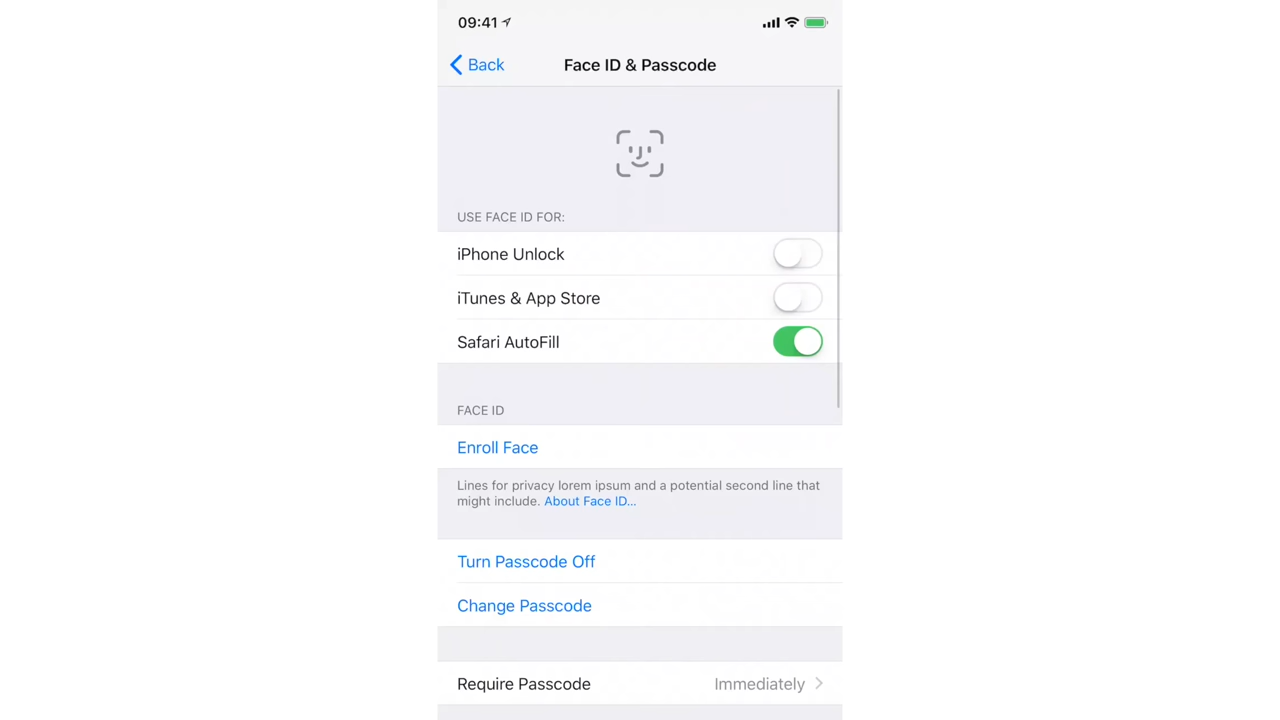 09:41
Back
Face ID & Passcode
USE FACE ID FOR:
iPhone Unlock
iTunes & App Store
Safari AutoFill
FACE ID
Enroll Face
Lines for privacy lorem ipsum and a potential second line that
might include. About Face ID...
Turn Passcode Off
Change Passcode
Require Passcode Immediately